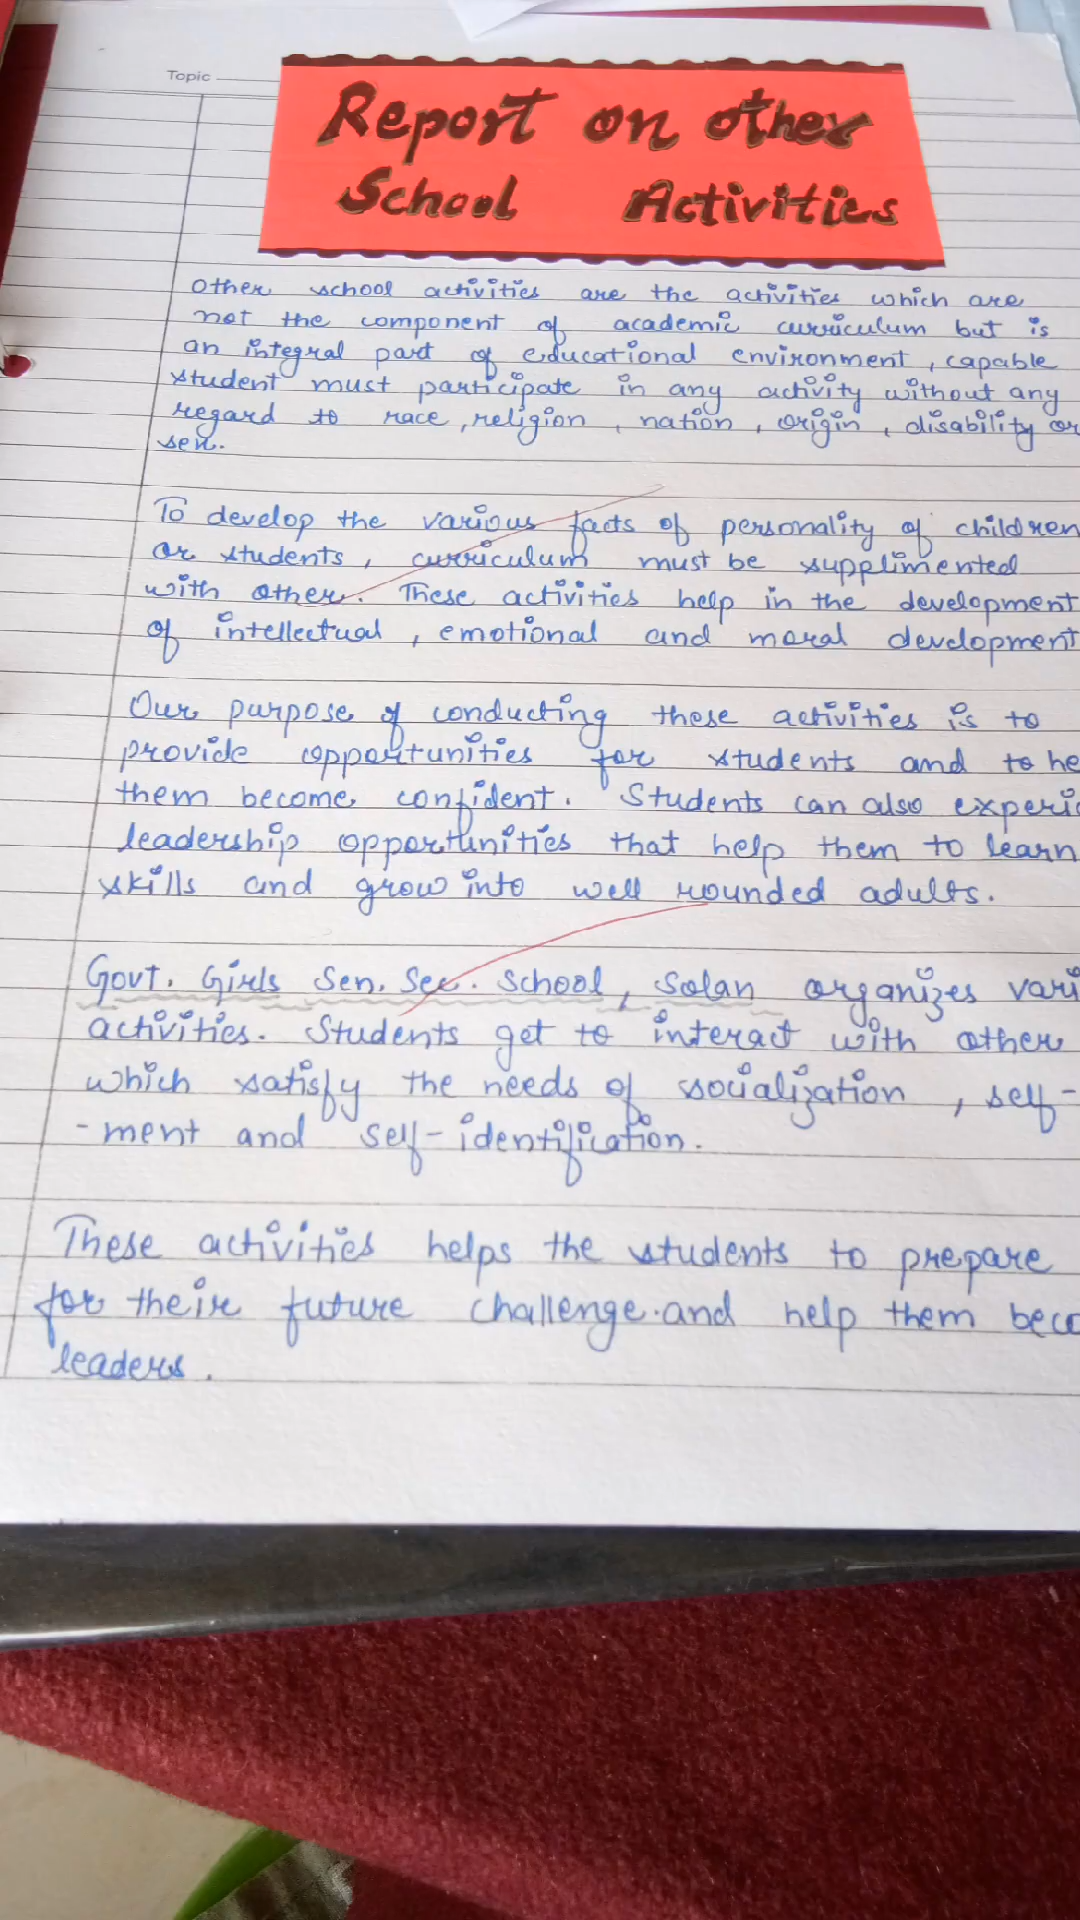 Topic
Report on other
School Activities
other school activities are the activities which are
not the component of academic curriculum but is
an integral part of educational environment, capable
student must participate in any activity without any
regard to race, religion, nation, origin, disability or
sex.
To develop the various facts of personality of children
or students, curriculum must be supplimented
with other. These activities help in the development
of intellectual, emotional and moral development
Our purpose of conducting these activities is to
provide opportunities for students and to he
them become confident. Students can also experi
leadership opportunities that help them to learn
skills and grow into well rounded adults.
Govt. Girls Sen. Sec. School, Solan organizes vari
activities. Students get to interact with other
which satisfy the needs of socialization, self-
-ment and self-identification.
These activities helps the students to prepare
for their future challenge.and help them beco
leaders.